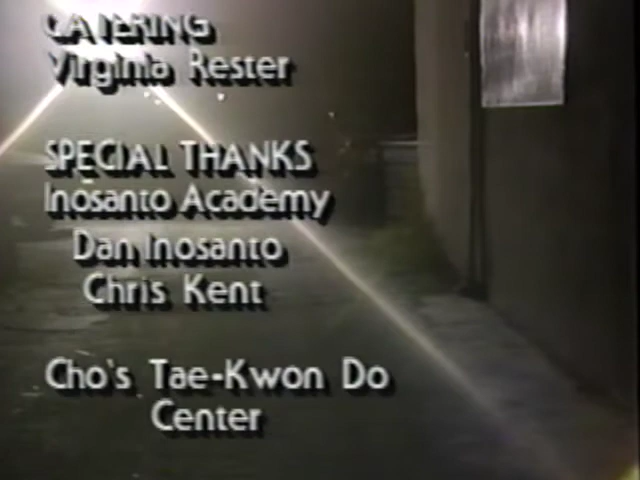 CATERING
Virginia Rester
SPECIAL THANKS
Inosanto Academy
Dan Inosanto
Chris Kent
Cho's Tae-Kwon Do
Center